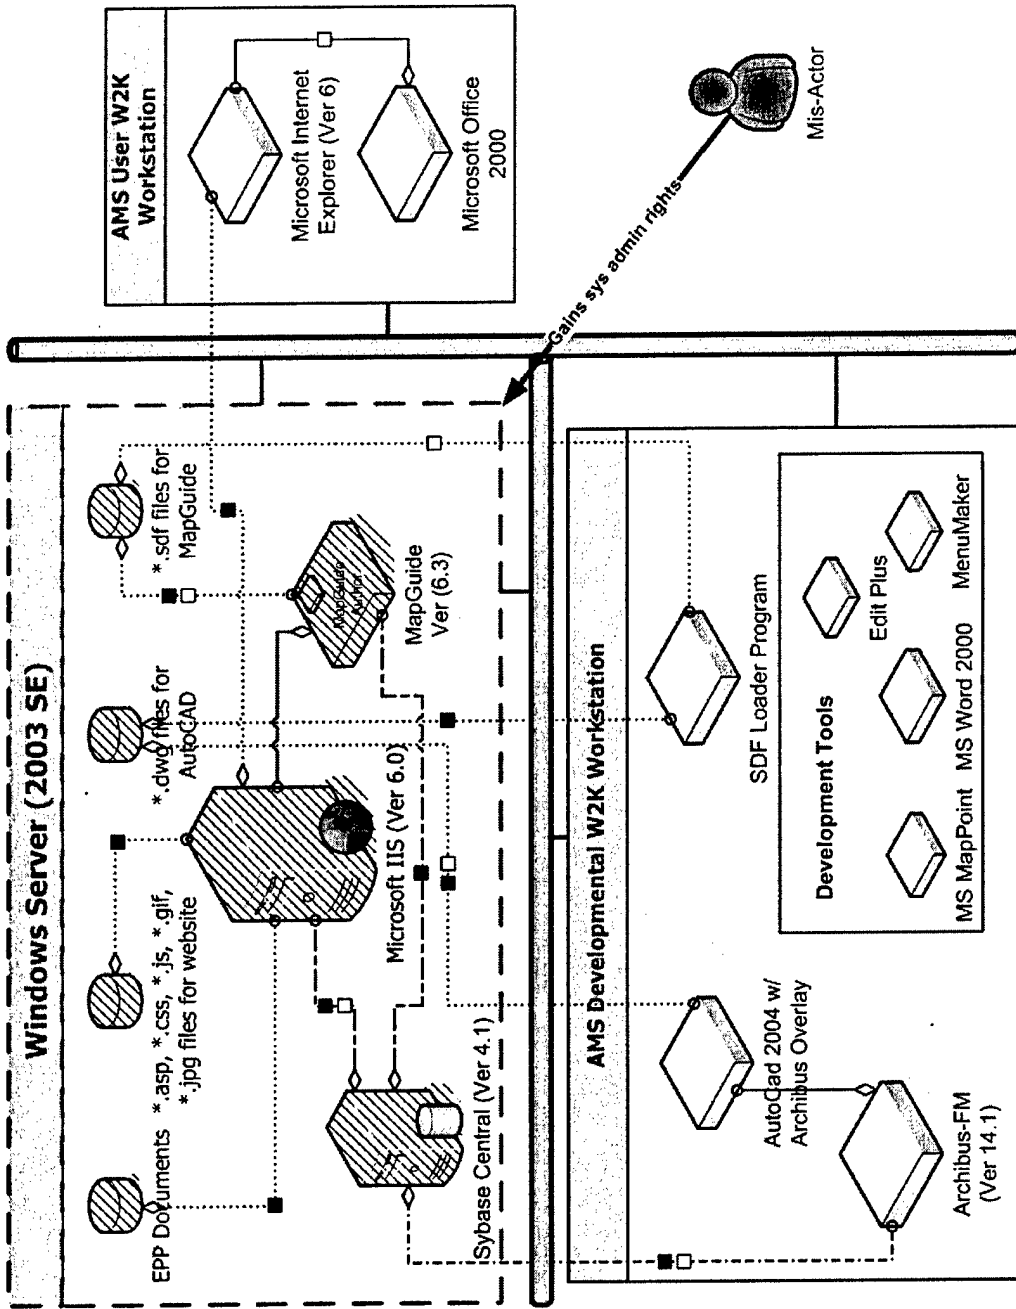 Windows Server (2003 SE)
EPP Documents
*.asp, *.css, *.js, *.gif,
*.jpg files for website
*.dwg files for
AutoCAD
*.sdf files for
MapGuide
MapGuide
Author
MapGuide
Ver (6.3)
Microsoft IIS (Ver 6.0)
Sybase Central (Ver 4.1)
AMS User W2K
Workstation
Microsoft Internet
Explorer (Ver 6)
Microsoft Office
2000
Gains sys admin rights
Mis-Actor
AMS Developmental W2K Workstation
AutoCad 2004 w/
Archibus Overlay
Archibus-FM
(Ver 14.1)
SDF Loader Program
Development Tools
Edit Plus
MS MapPoint
MS Word 2000
MenuMaker